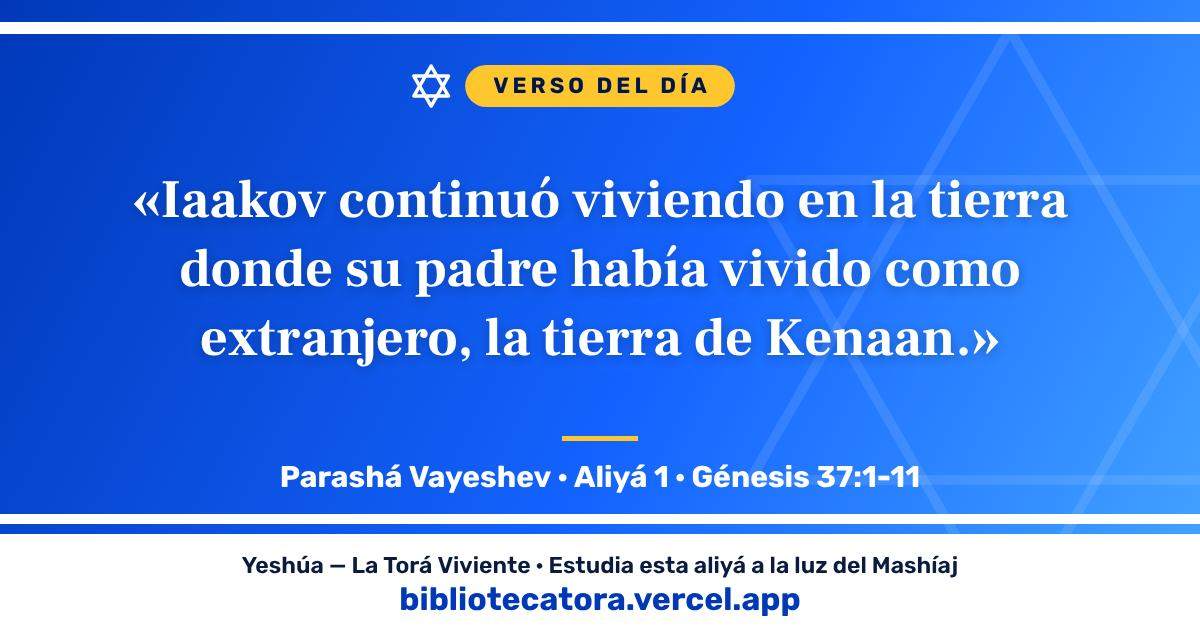 VERSO DEL DÍA
«Iaakov continuó viviendo en la tierra
donde su padre había vivido como
extranjero, la tierra de Kenaan.»
Parashá Vayeshev • Aliyá 1 • Génesis 37:1-11
Yeshúa — La Torá Viviente • Estudia esta aliyá a la luz del Mashíaj
bibliotecatora.vercel.app